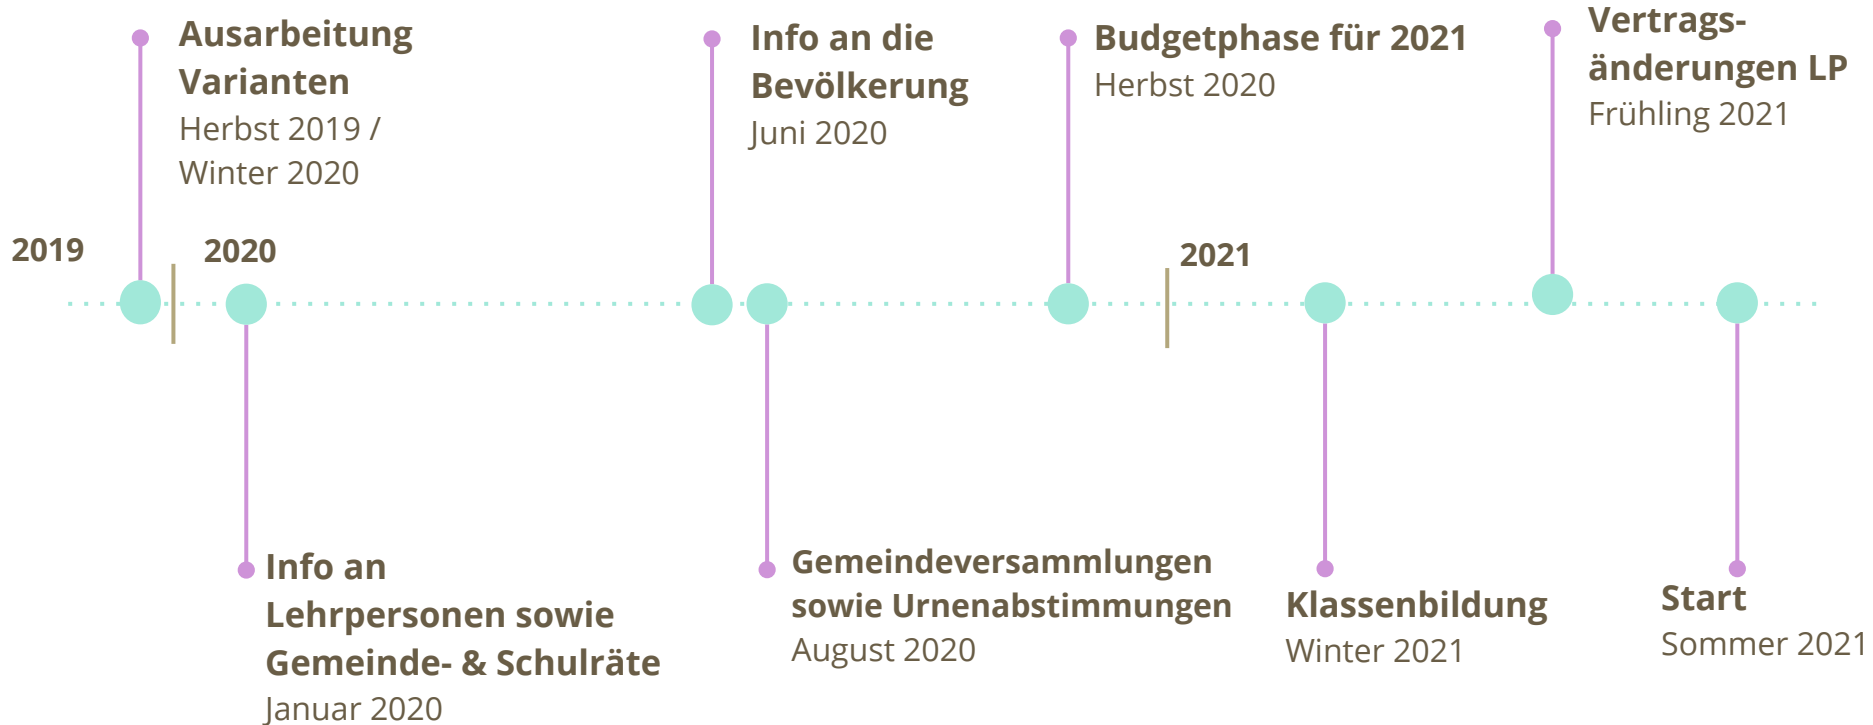 Ausarbeitung
Varianten
Herbst 2019 /
Winter 2020
Info an die
Bevölkerung
Juni 2020
Budgetphase für 2021
Herbst 2020
Vertrags-
änderungen LP
Frühling 2021
2019
2020
2021
Info an
Lehrpersonen sowie
Gemeinde- & Schulräte
Januar 2020
Gemeindeversammlungen
sowie Urnenabstimmungen
August 2020
Klassenbildung
Winter 2021
Start
Sommer 2021